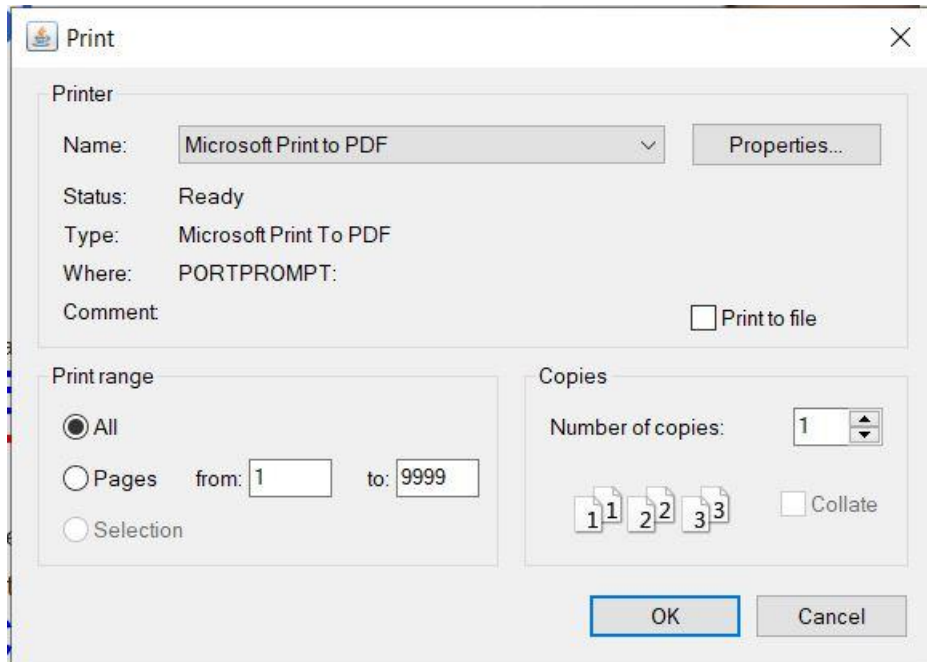 Print
Printer
Name: Microsoft Print to PDF Properties...
Status: Ready
Type: Microsoft Print To PDF
Where: PORTPROMPT:
Comment:
Print to file
Print range
All
Pages from: 1 to: 9999
Selection
Copies
Number of copies: 1
1 1 2 2 3 3 Collate
OK Cancel